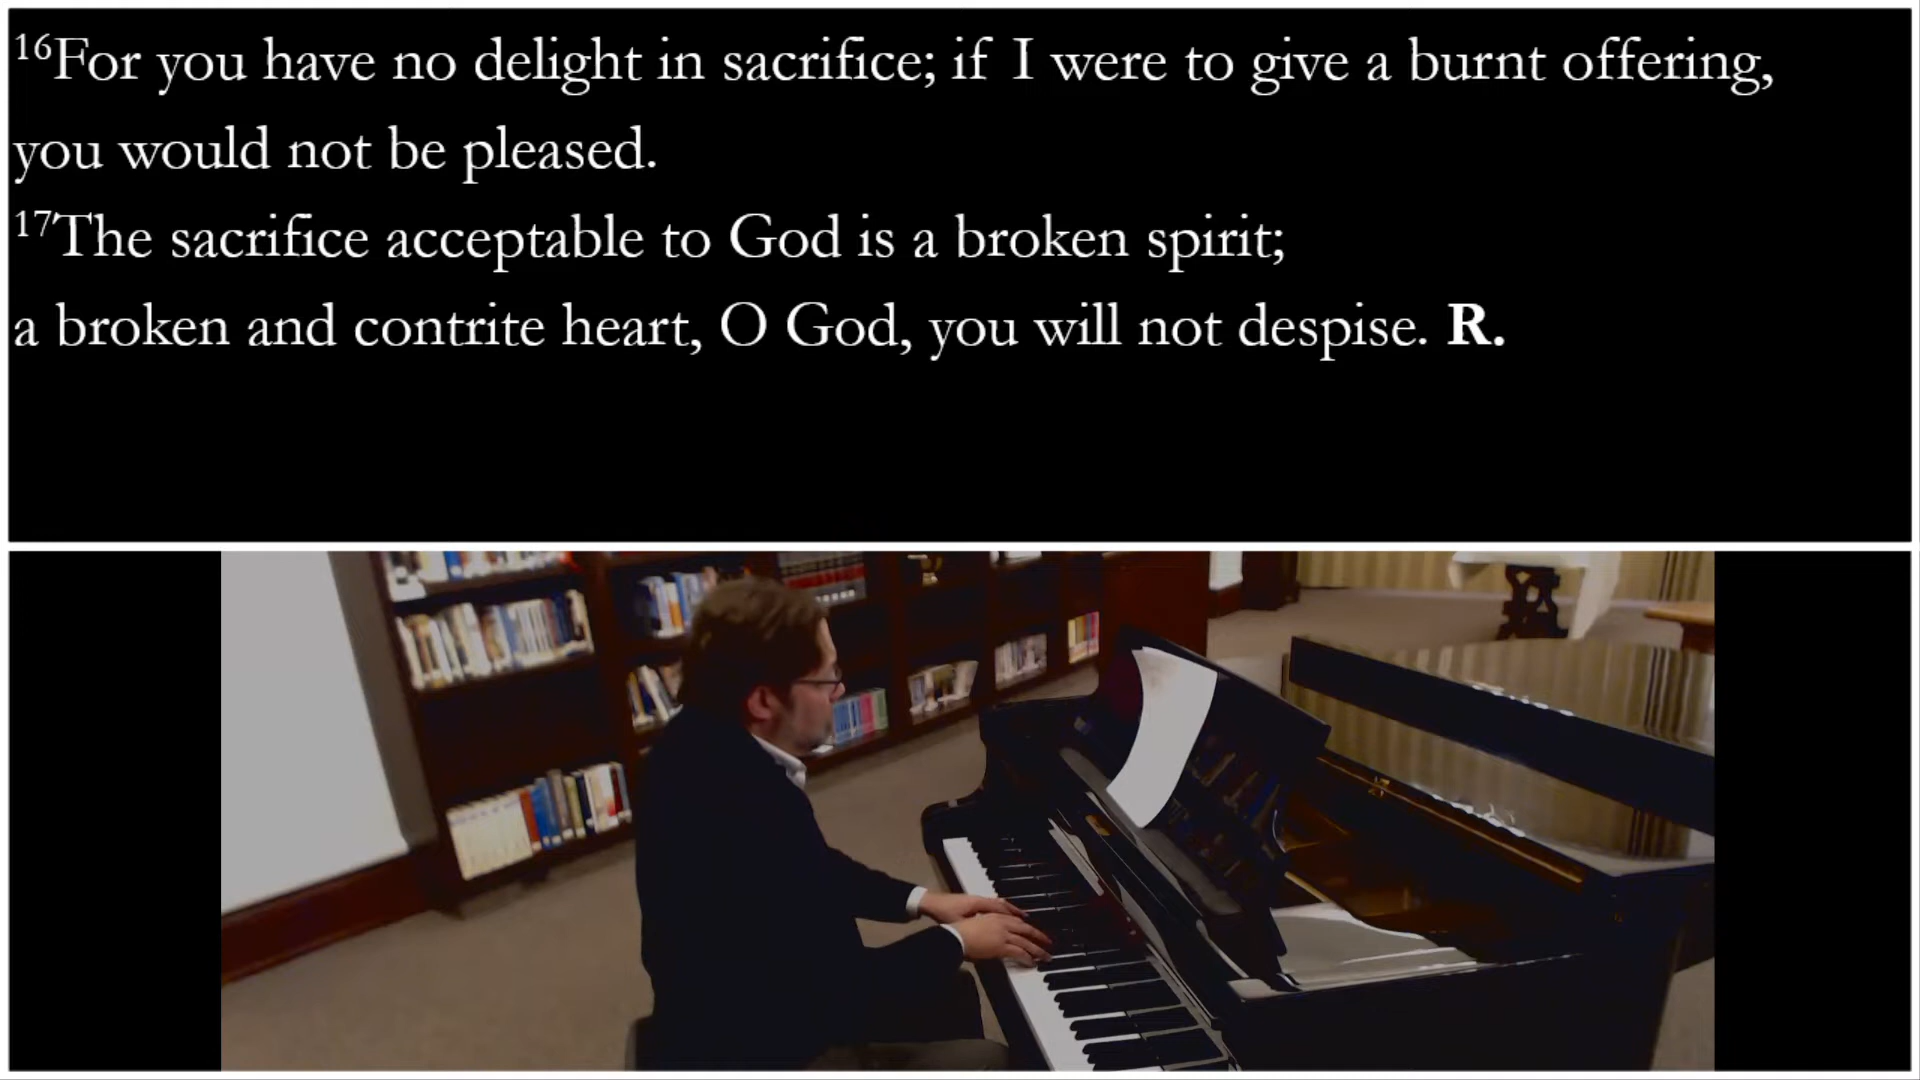 ¹⁶For you have no delight in sacrifice; if I were to give a burnt offering,
you would not be pleased.
¹⁷The sacrifice acceptable to God is a broken spirit;
a broken and contrite heart, O God, you will not despise. R.